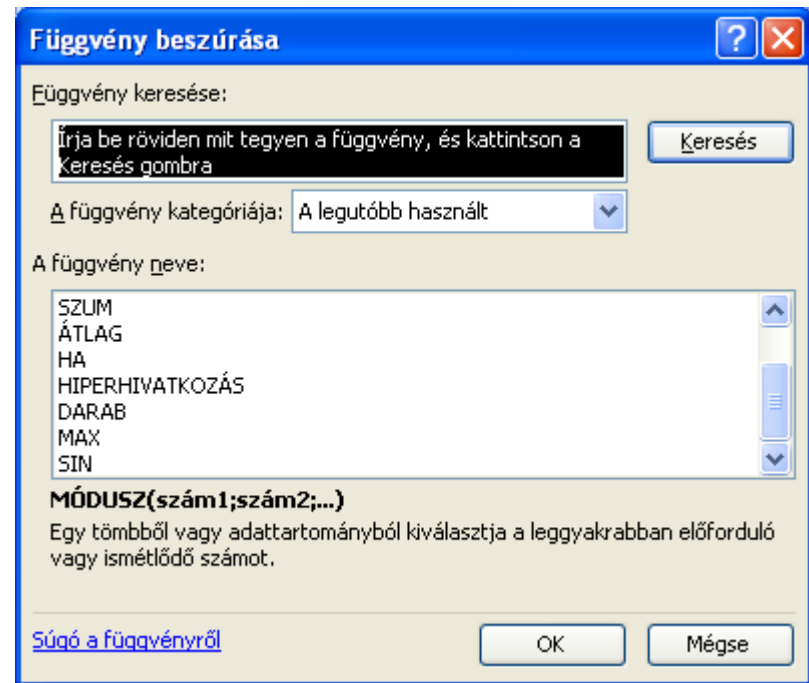 Függvény beszúrása
Függvény keresése:
Írja be röviden mit tegyen a függvény, és kattintson a
Keresés gombra
Keresés
A függvény kategóriája: A legutóbb használt
A függvény neve:
SZUM
ÁTLAG
HA
HIPERHIVATKOZÁS
DARAB
MAX
SIN
MÓDUSZ(szám1;szám2;...)
Egy tömbből vagy adattartományból kiválasztja a leggyakrabban előforduló
vagy ismétlődő számot.
Súgó a függvényről
OK
Mégse